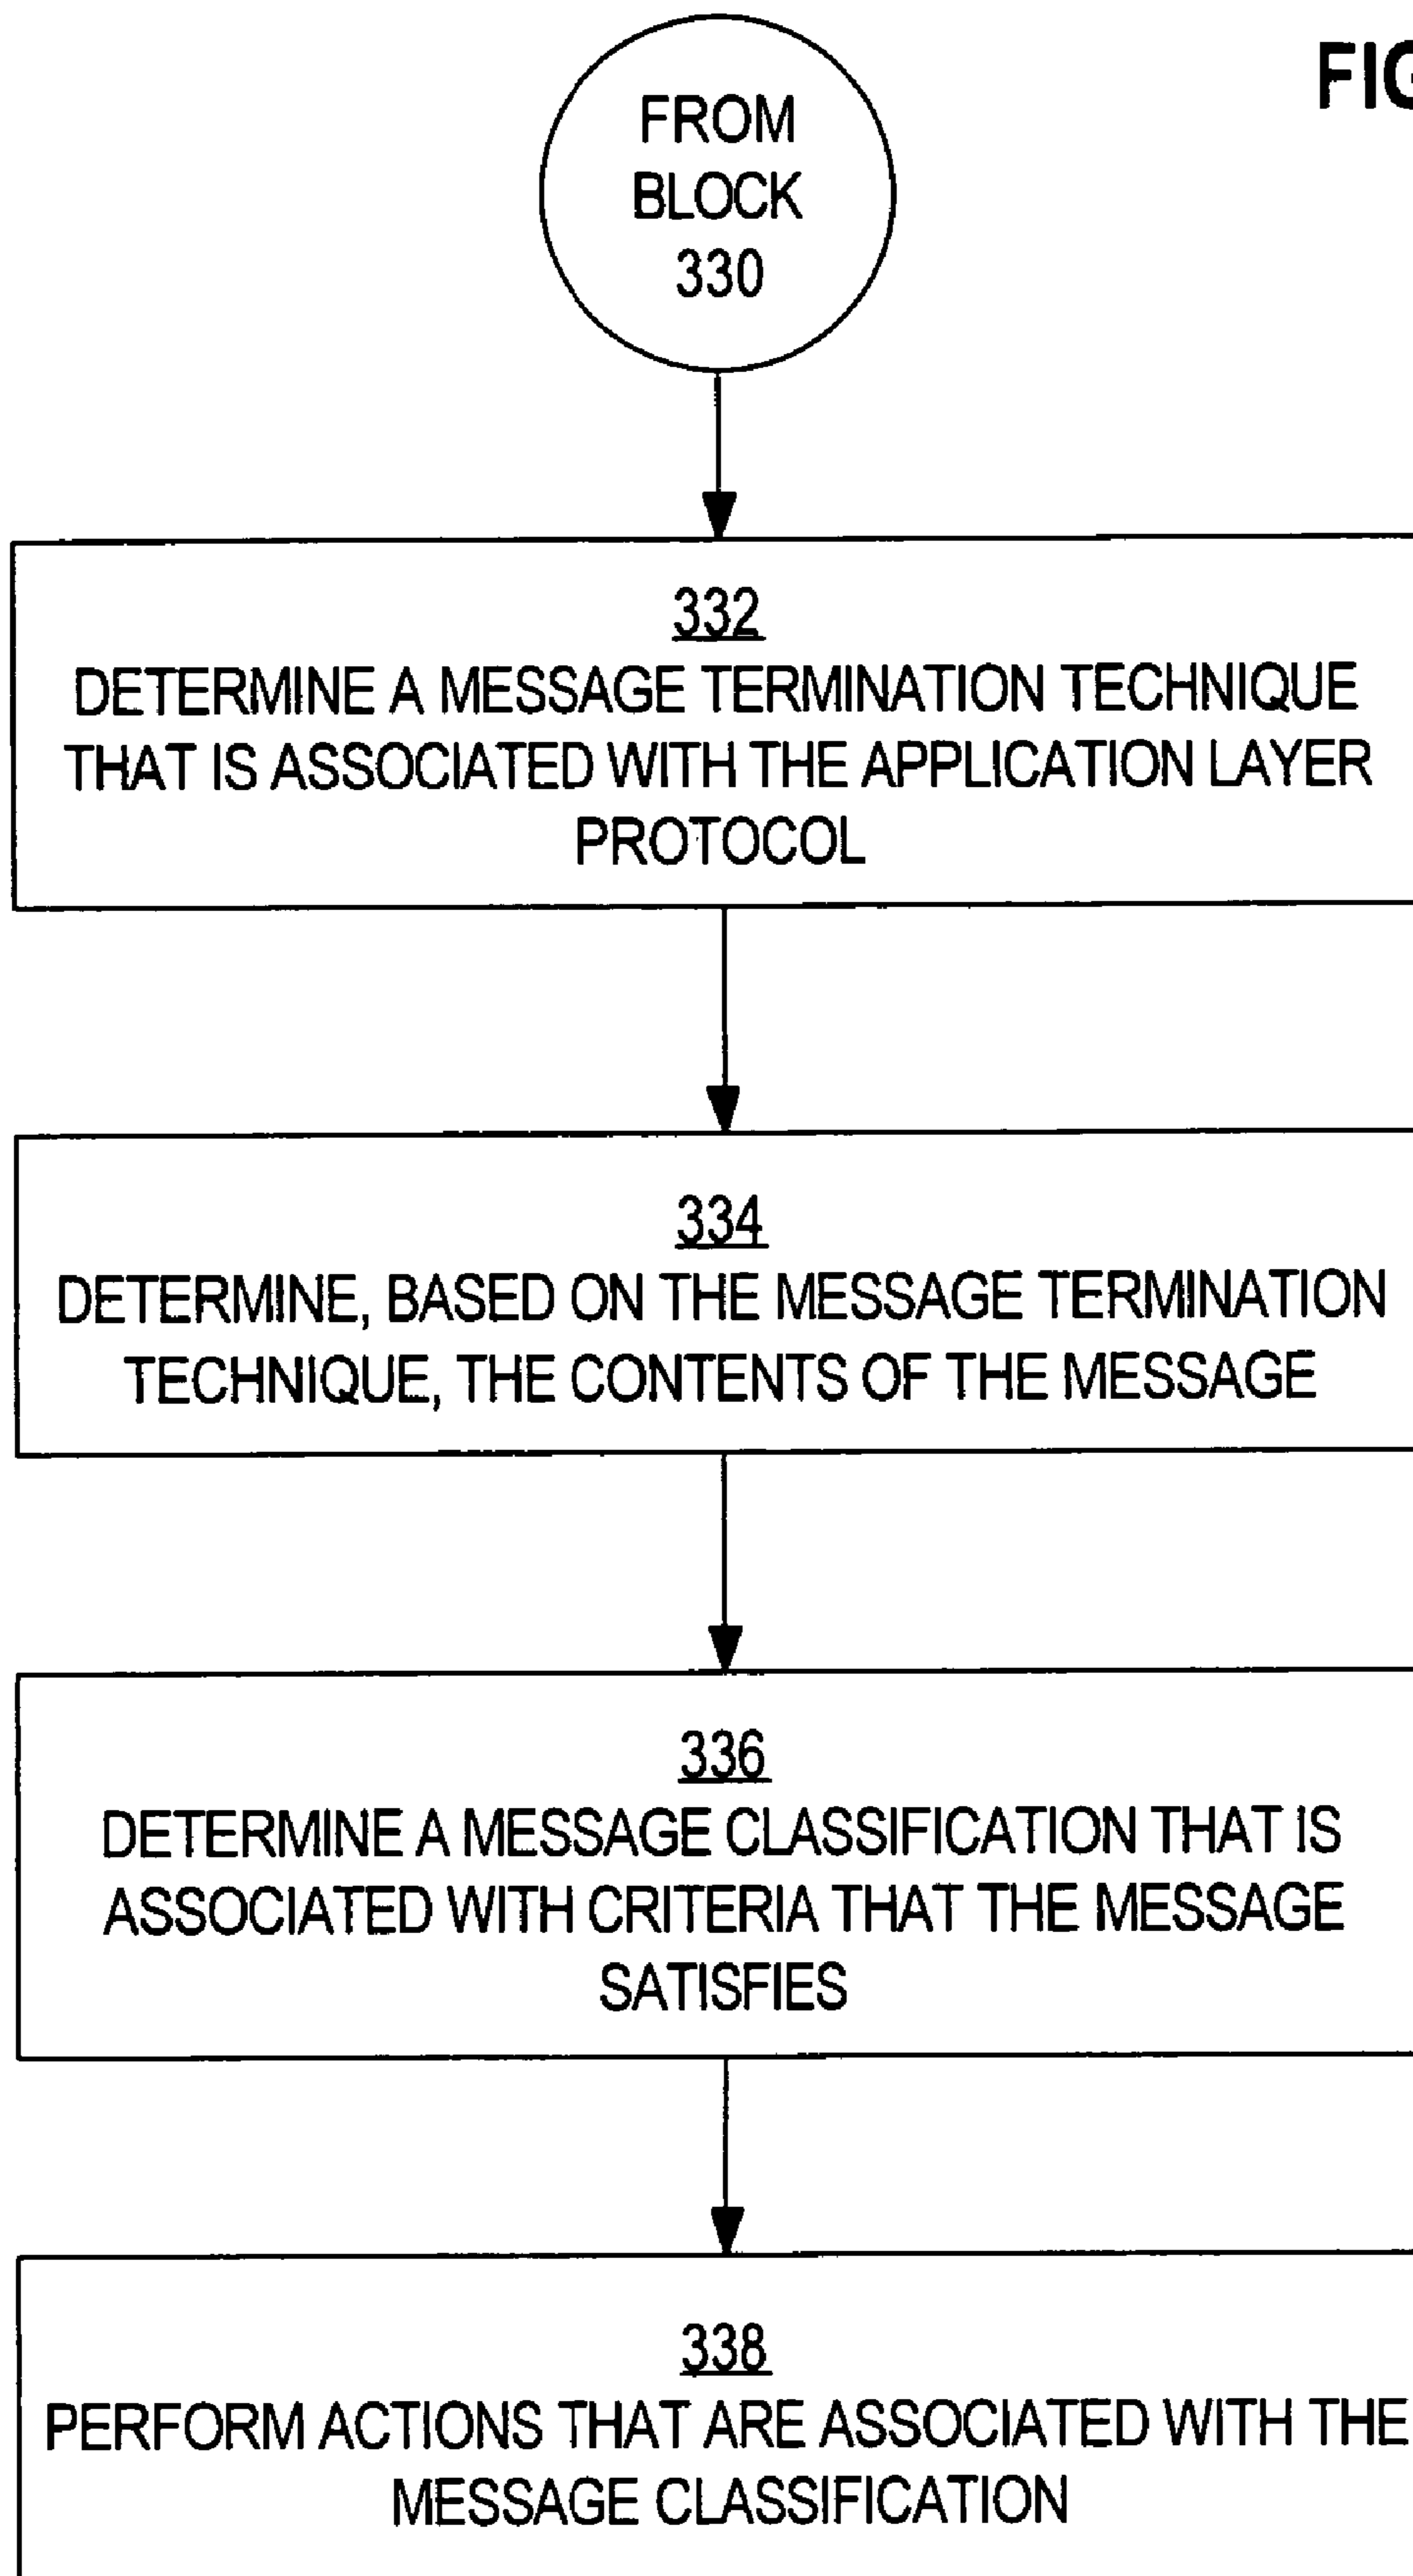 FIG
FROM
BLOCK
330
332
DETERMINE A MESSAGE TERMINATION TECHNIQUE
THAT IS ASSOCIATED WITH THE APPLICATION LAYER
PROTOCOL
334
DETERMINE, BASED ON THE MESSAGE TERMINATION
TECHNIQUE, THE CONTENTS OF THE MESSAGE
336
DETERMINE A MESSAGE CLASSIFICATION THAT IS
ASSOCIATED WITH CRITERIA THAT THE MESSAGE
SATISFIES
338
PERFORM ACTIONS THAT ARE ASSOCIATED WITH THE
MESSAGE CLASSIFICATION